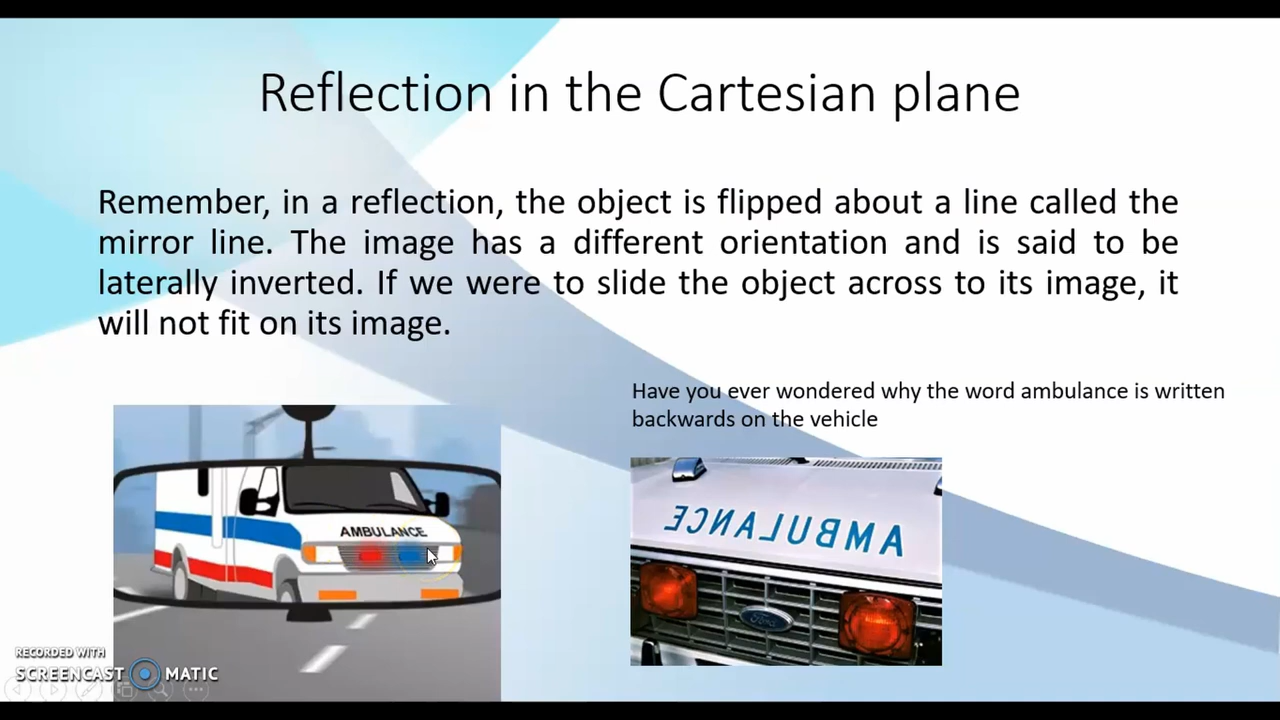 Reflection in the Cartesian plane
Remember, in a reflection, the object is flipped about a line called the
mirror line. The image has a different orientation and is said to be
laterally inverted. If we were to slide the object across to its image, it
will not fit on its image.
Have you ever wondered why the word ambulance is written
backwards on the vehicle
AMBULANCE
AMBULANCE
Ford
RECORDED WITH
SCREENCAST MATIC